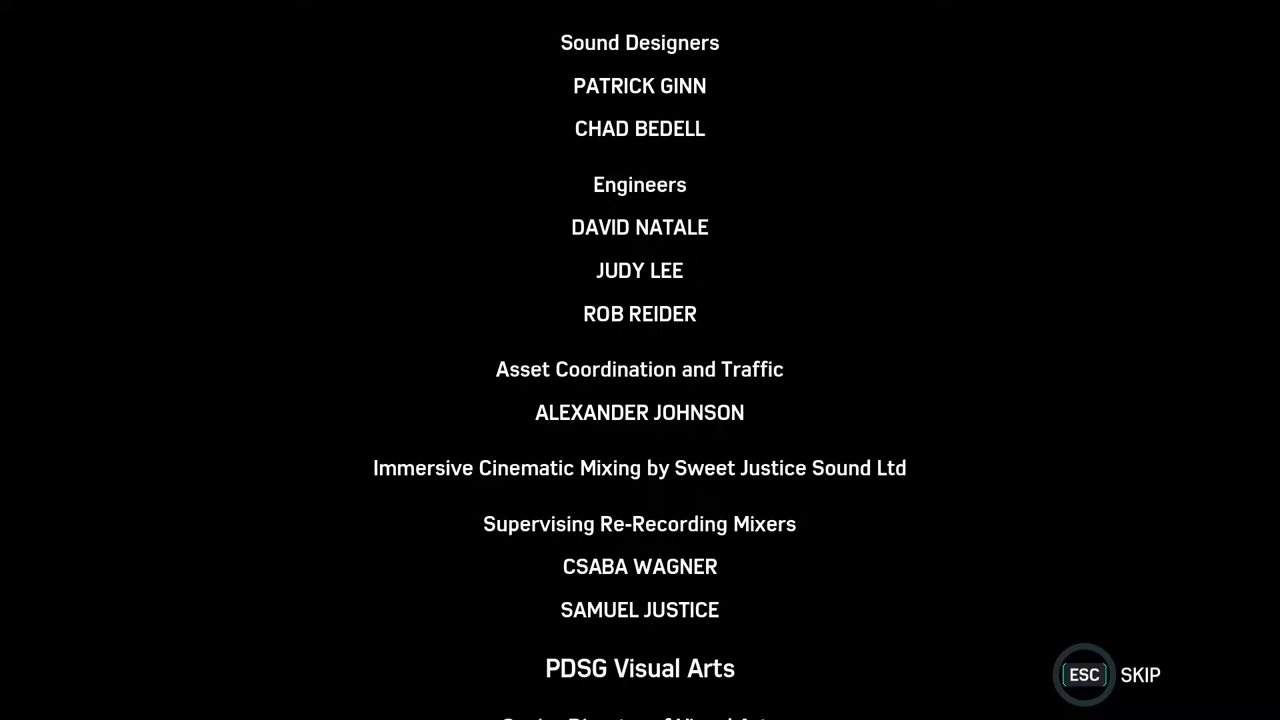 Sound Designers
PATRICK GINN
CHAD BEDELL
Engineers
DAVID NATALE
JUDY LEE
ROB REIDER
Asset Coordination and Traffic
ALEXANDER JOHNSON
Immersive Cinematic Mixing by Sweet Justice Sound Ltd
Supervising Re-Recording Mixers
CSABA WAGNER
SAMUEL JUSTICE
PDSG Visual Arts
ESC SKIP